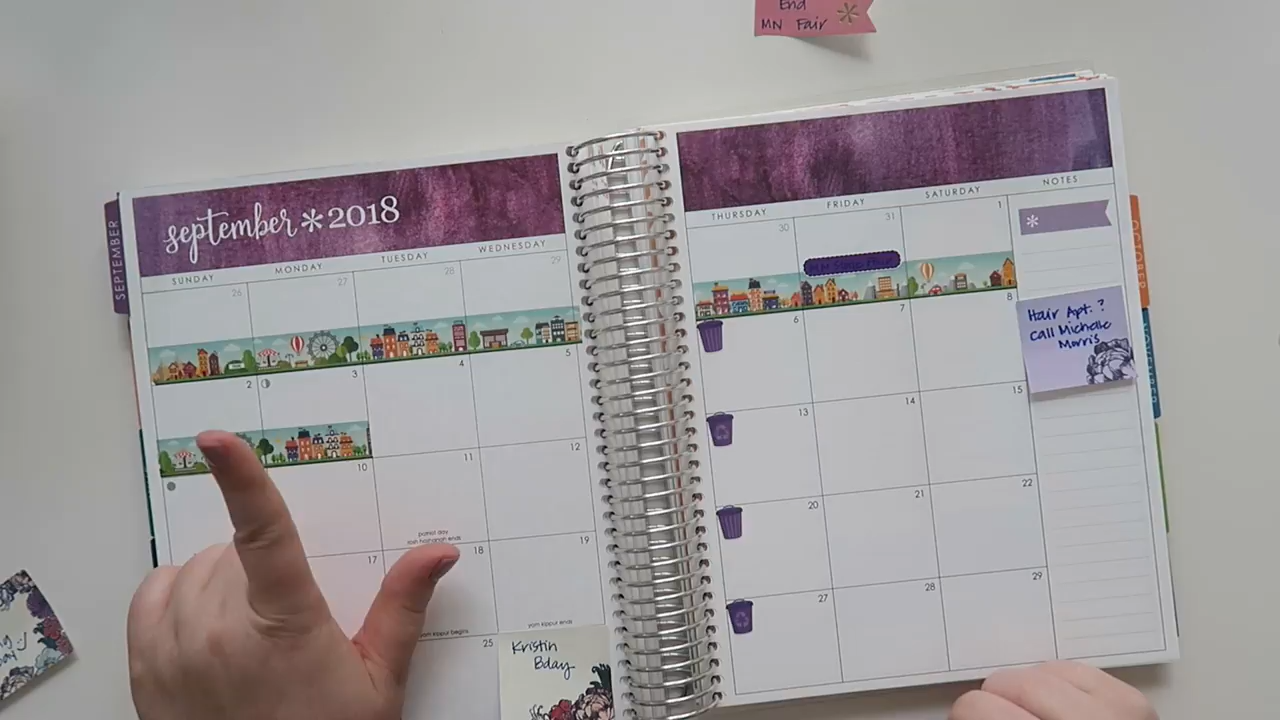 End
MN Fair
SEPTEMBER
september * 2018
SUNDAY
MONDAY
TUESDAY
WEDNESDAY
THURSDAY
FRIDAY
SATURDAY
NOTES
26
27
28
29
30
31
1
2
3
4
5
6
7
8
10
11
12
13
14
15
patriot day
rosh hashanah ends
17
18
19
20
21
22
yom kippur begins
yom kippur ends
25
27
28
29
Hair Apt. ?
Call Michelle
Morris
Kristin
Bday
OCTOBER
NOVEMBER